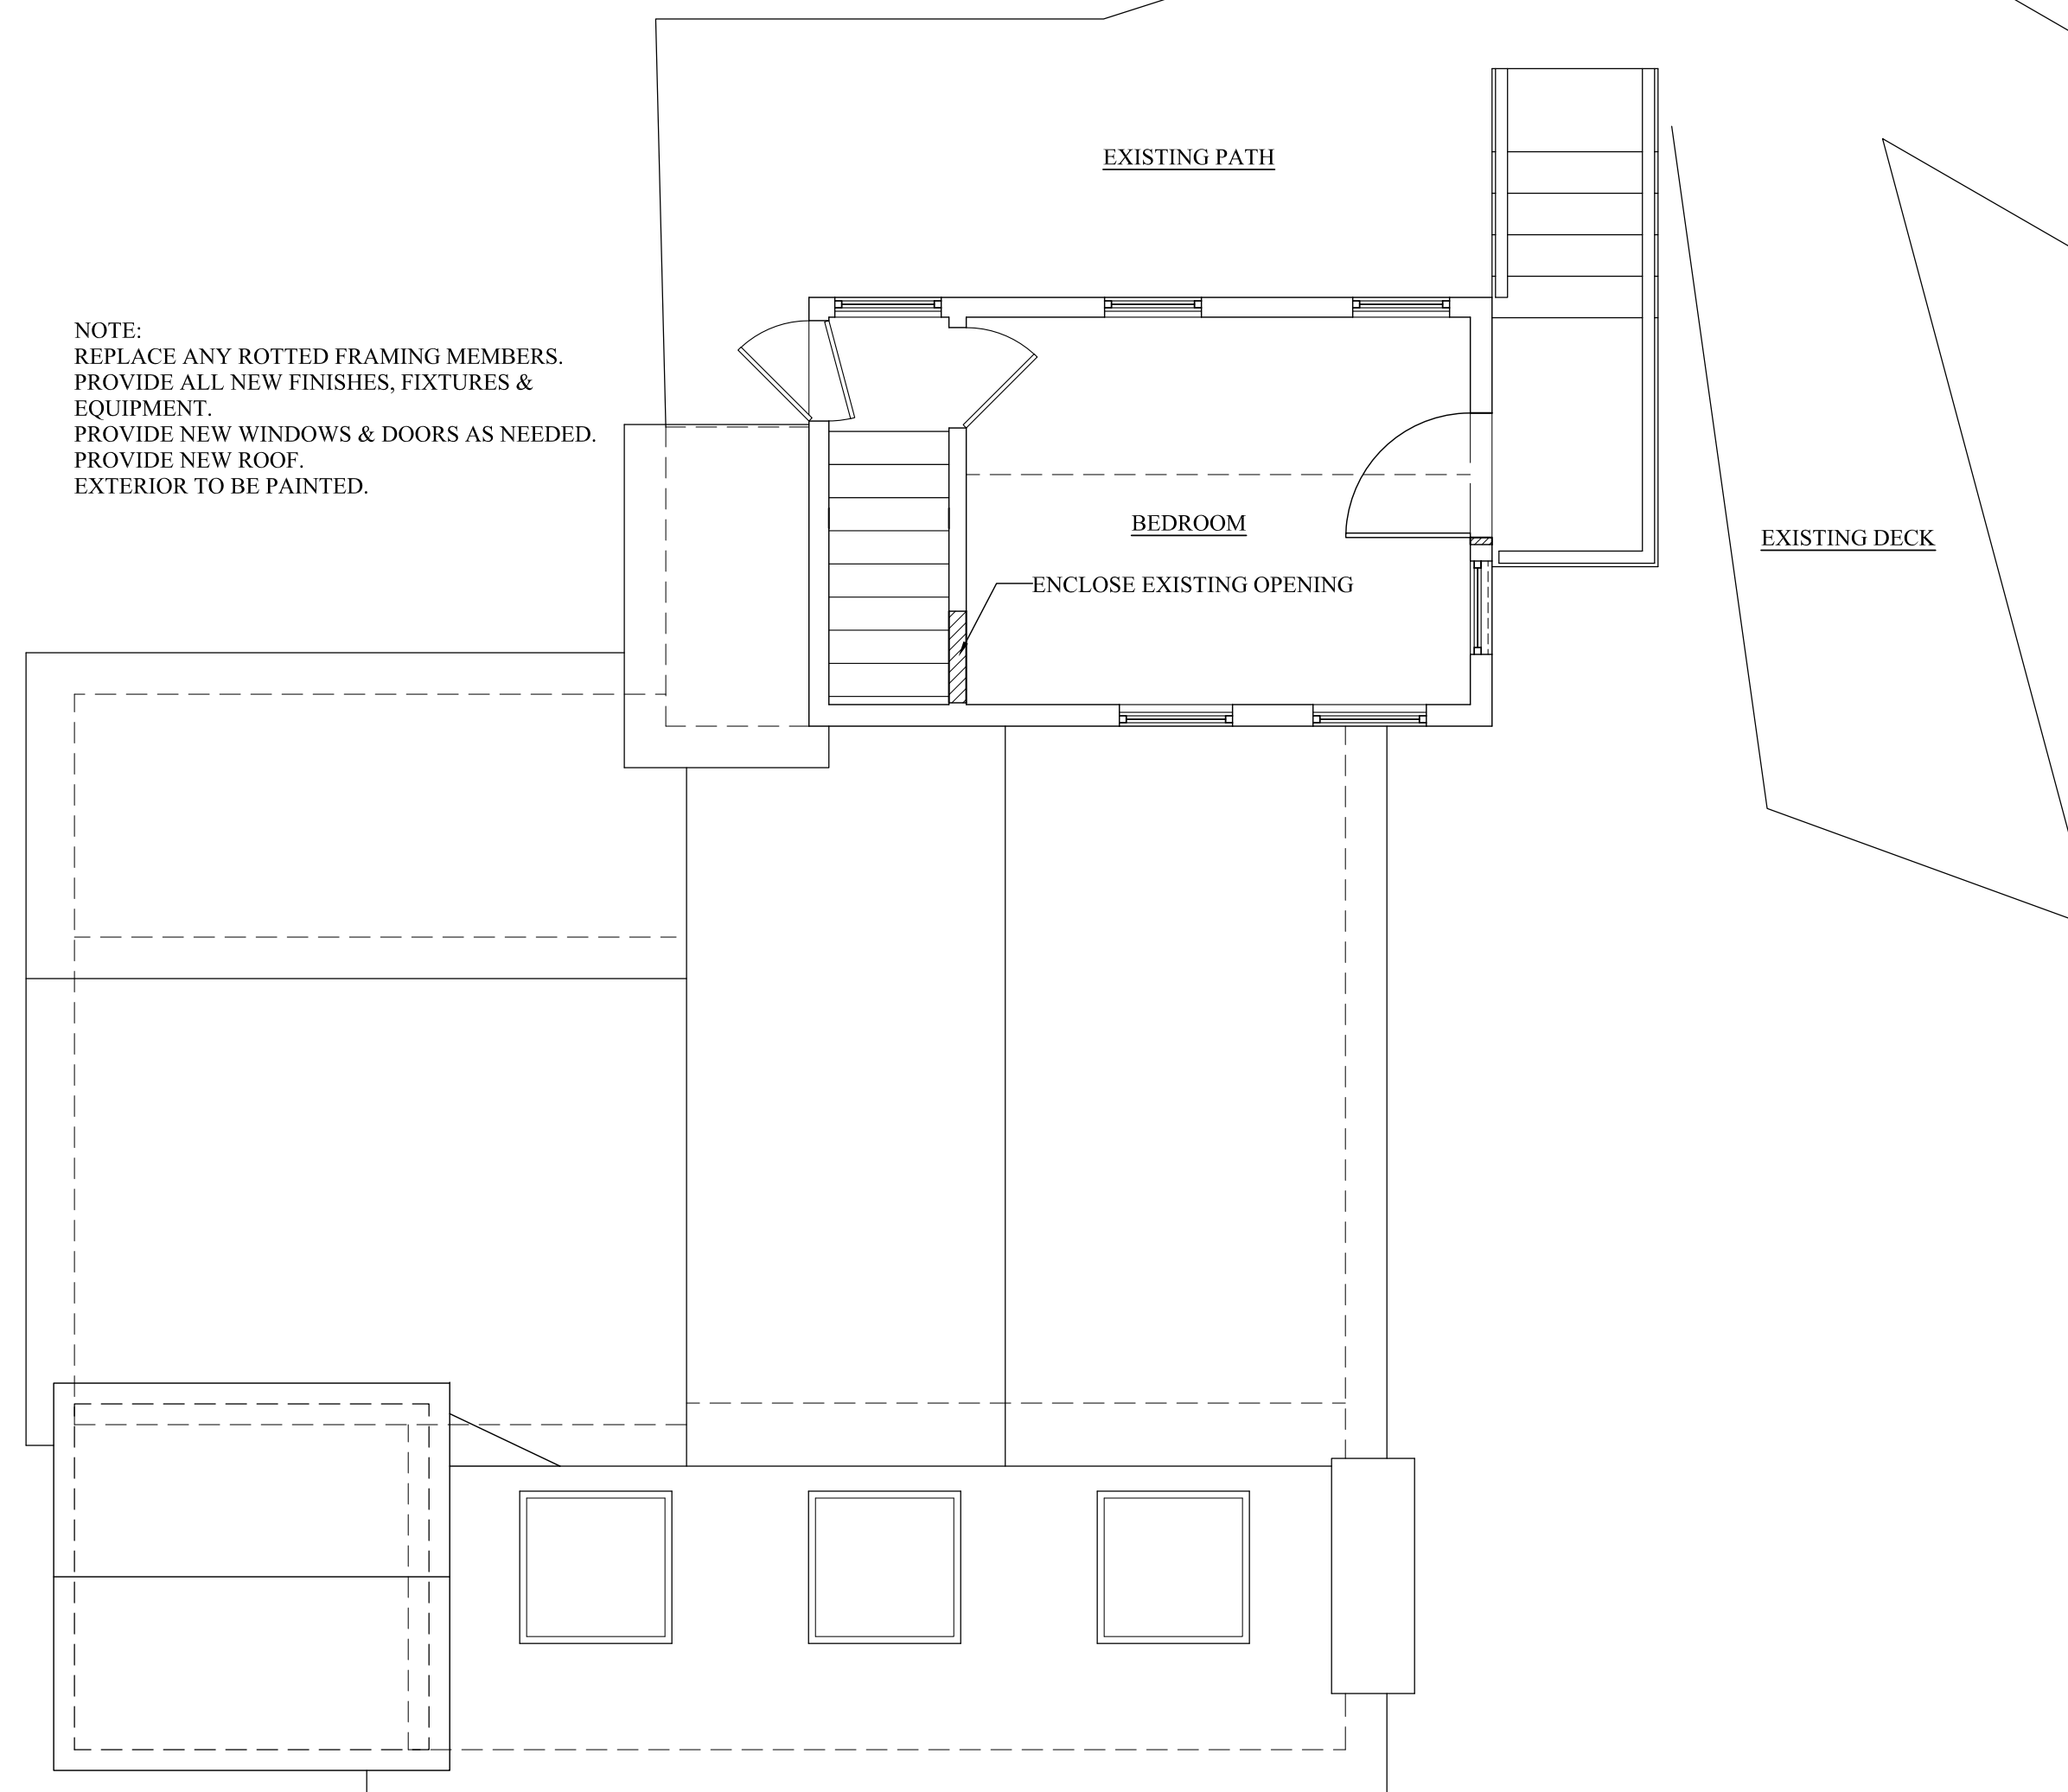 EXISTING PATH
NOTE:
REPLACE ANY ROTTED FRAMING MEMBERS.
PROVIDE ALL NEW FINISHES, FIXTURES &
EQUIPMENT.
PROVIDE NEW WINDOWS & DOORS AS NEEDED.
PROVIDE NEW ROOF.
EXTERIOR TO BE PAINTED.
BEDROOM
EXISTING DECK
ENCLOSE EXISTING OPENING